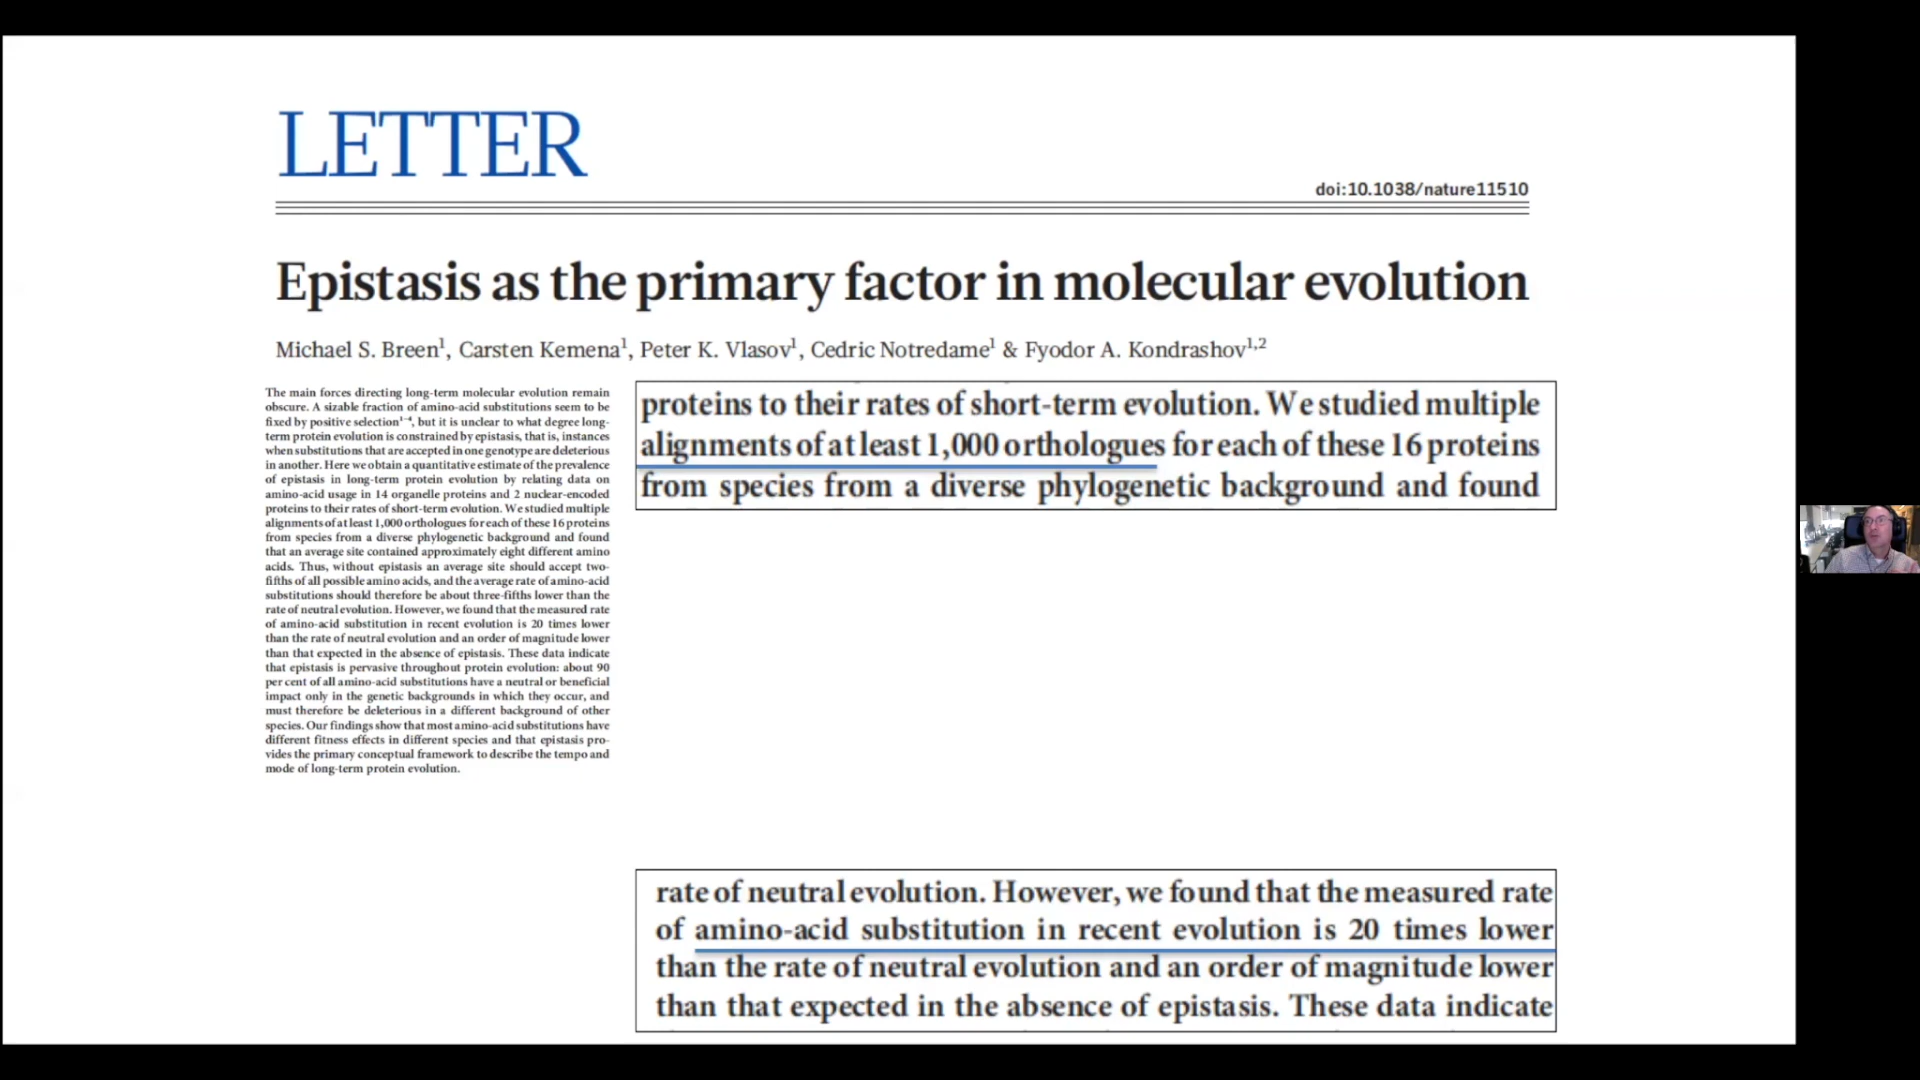 LETTER
doi:10.1038/nature11510
Epistasis as the primary factor in molecular evolution
Michael S. Breen1, Carsten Kemena1, Peter K. Vlasov1, Cedric Notredame1 & Fyodor A. Kondrashov1,2
The main forces directing long-term molecular evolution remain
obscure. A sizable fraction of amino-acid substitutions seem to be
fixed by positive selection1–4, but it is unclear to what degree long-
term protein evolution is constrained by epistasis, that is, instances
when substitutions that are accepted in one genotype are deleterious
in another. Here we obtain a quantitative estimate of the prevalence
of epistasis in long-term protein evolution by relating data on
amino-acid usage in 14 organelle proteins and 2 nuclear-encoded
proteins to their rates of short-term evolution. We studied multiple
alignments of at least 1,000 orthologues for each of these 16 proteins
from species from a diverse phylogenetic background and found
that an average site contained approximately eight different amino
acids. Thus, without epistasis an average site should accept two-
fifths of all possible amino acids, and the average rate of amino-acid
substitutions should therefore be about three-fifths lower than the
rate of neutral evolution. However, we found that the measured rate
of amino-acid substitution in recent evolution is 20 times lower
than the rate of neutral evolution and an order of magnitude lower
than that expected in the absence of epistasis. These data indicate
that epistasis is pervasive throughout protein evolution: about 90
per cent of all amino-acid substitutions have a neutral or beneficial
impact only in the genetic backgrounds in which they occur, and
must therefore be deleterious in a different background of other
species. Our findings show that most amino-acid substitutions have
different fitness effects in different species and that epistasis pro-
vides the primary conceptual framework to describe the tempo and
mode of long-term protein evolution.
proteins to their rates of short-term evolution. We studied multiple
alignments of at least 1,000 orthologues for each of these 16 proteins
from species from a diverse phylogenetic background and found
rate of neutral evolution. However, we found that the measured rate
of amino-acid substitution in recent evolution is 20 times lower
than the rate of neutral evolution and an order of magnitude lower
than that expected in the absence of epistasis. These data indicate